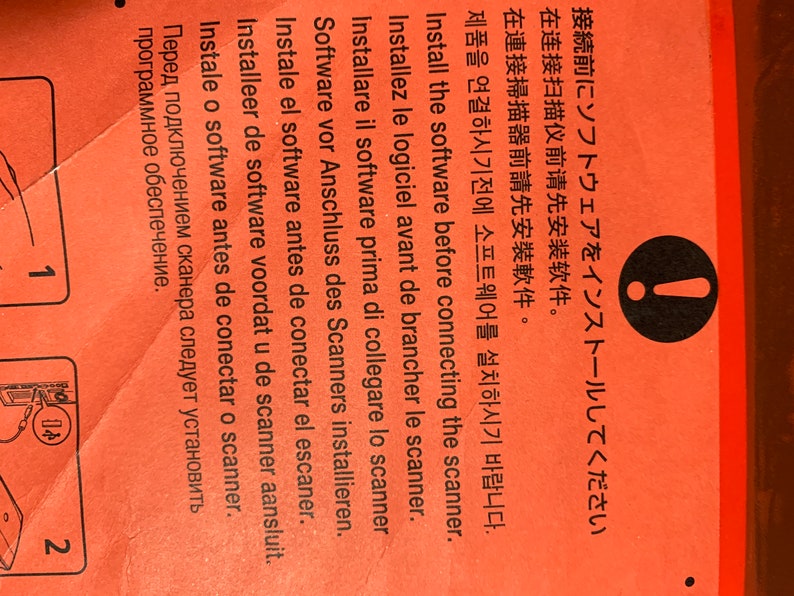 接続前にソフトウェアをインストールしてください
在连接扫描仪前请先安装软件。
在連接掃描器前請先安裝軟件。
제품을 연결하시기전에 소프트웨어를 설치하시기 바랍니다.
Install the software before connecting the scanner.
Installez le logiciel avant de brancher le scanner.
Installare il software prima di collegare lo scanner
Software vor Anschluss des Scanners installieren.
Instale el software antes de conectar el escaner.
Installeer de software voordat u de scanner aansluit.
Instale o software antes de conectar o scanner.
Перед подключением сканера следует установить
программное обеспечение.
1
2